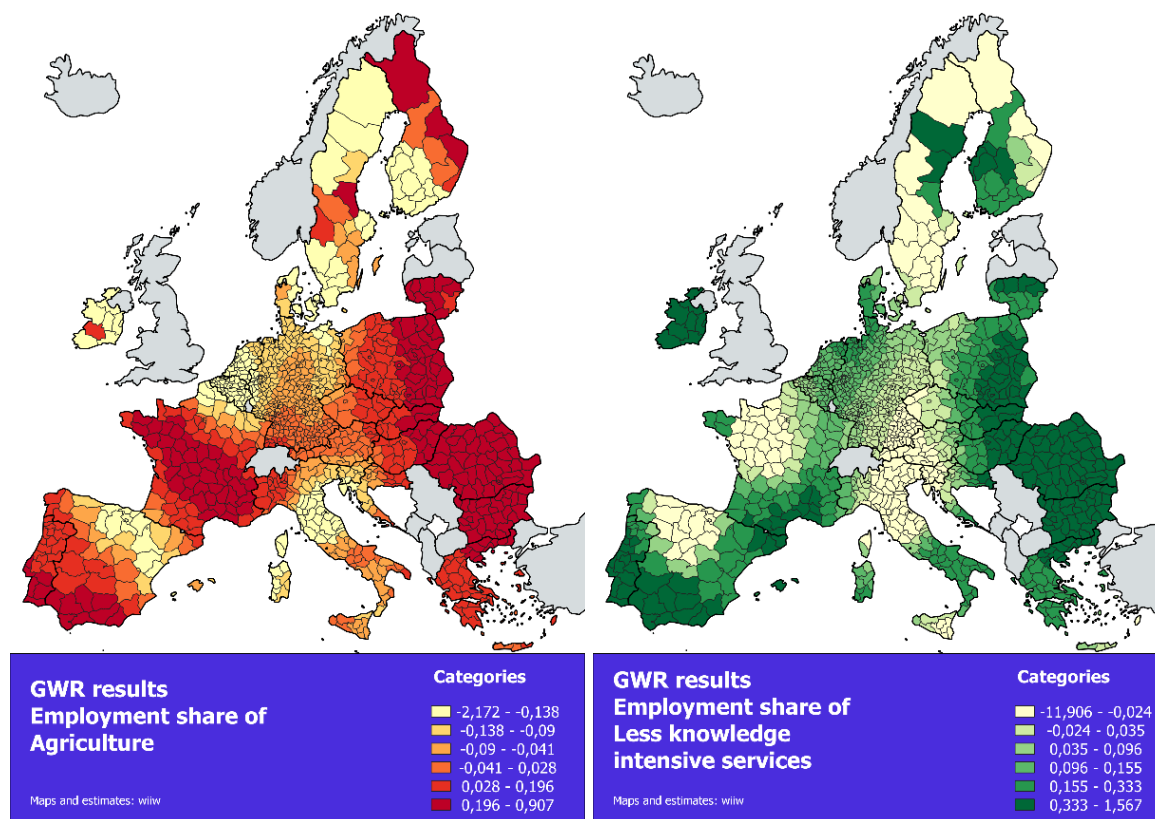 GWR results
Employment share of
Agriculture
Maps and estimates: wiiw
Categories
-2,172 - -0,138
-0,138 - -0,09
-0,09 - -0,041
-0,041 - 0,028
0,028 - 0,196
0,196 - 0,907
GWR results
Employment share of
Less knowledge
intensive services
Maps and estimates: wiiw
Categories
-11,906 - -0,024
-0,024 - 0,035
0,035 - 0,096
0,096 - 0,155
0,155 - 0,333
0,333 - 1,567